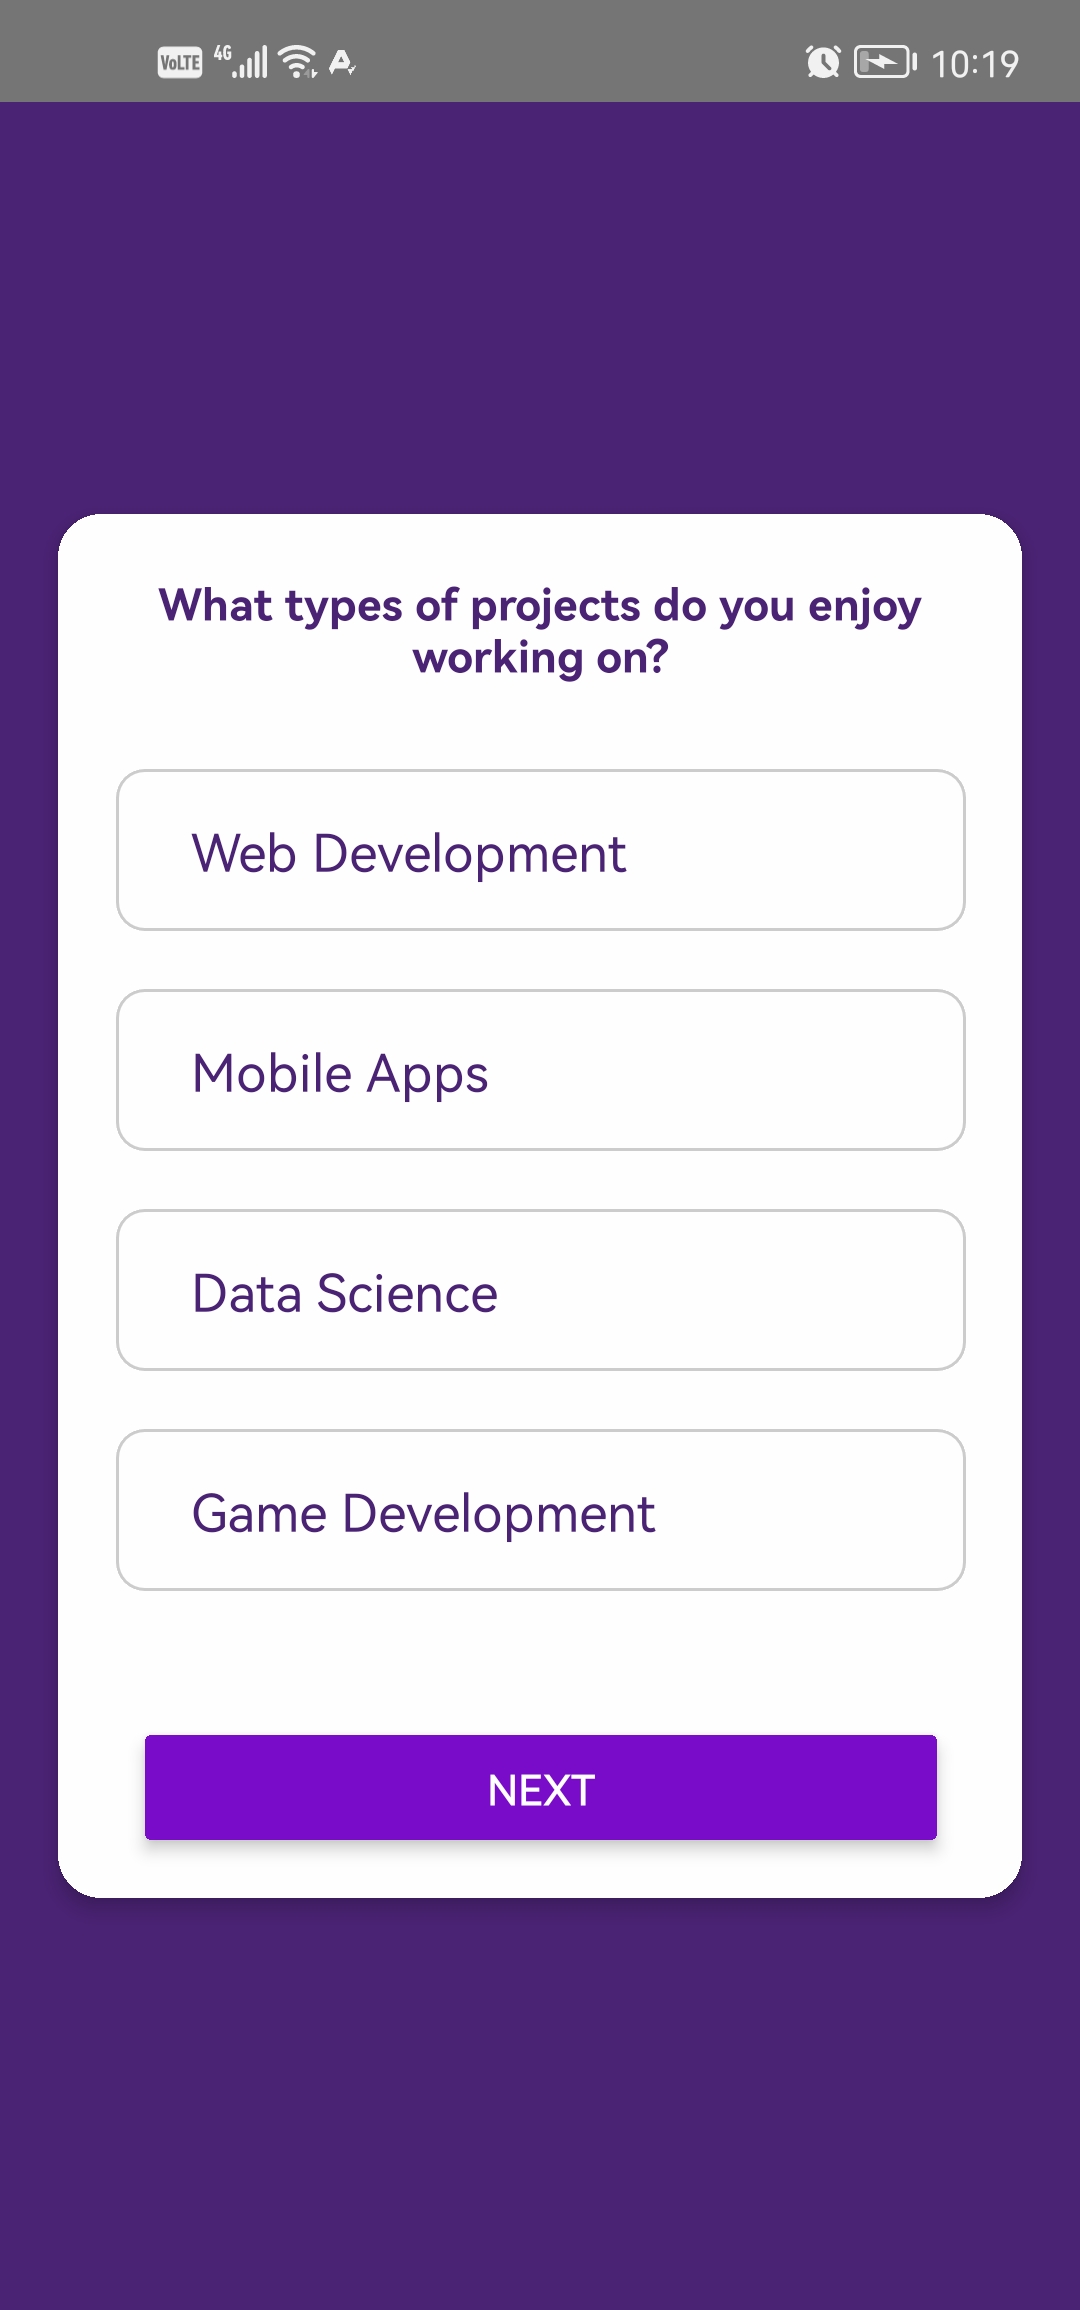 VoLTE 4G 10:19
What types of projects do you enjoy
working on?
Web Development
Mobile Apps
Data Science
Game Development
NEXT